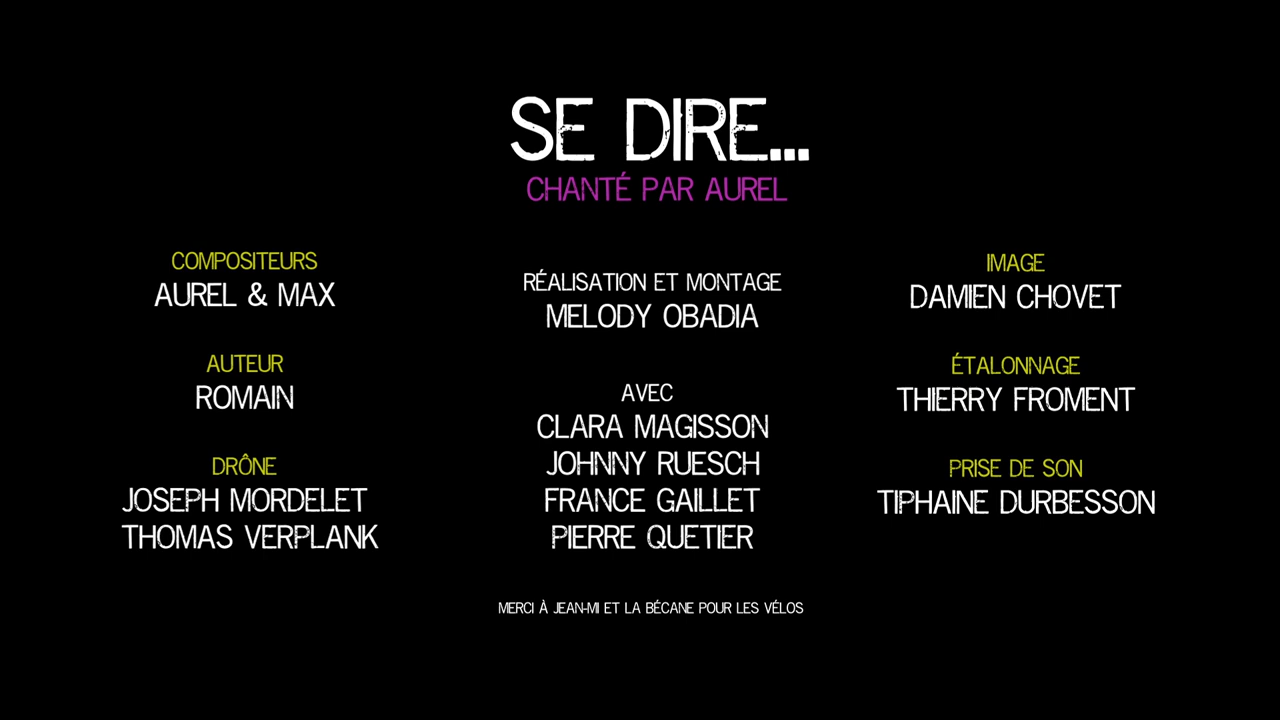 SE DIRE...
CHANTÉ PAR AUREL
COMPOSITEURS
AUREL & MAX
AUTEUR
ROMAIN
DRÔNE
JOSEPH MORDELET
THOMAS VERPLANK
RÉALISATION ET MONTAGE
MELODY OBADIA
AVEC
CLARA MAGISSON
JOHNNY RUESCH
FRANCE GAILLET
PIERRE QUETIER
IMAGE
DAMIEN CHOVET
ÉTALONNAGE
THIERRY FROMENT
PRISE DE SON
TIPHAINE DURBESSON
MERCI À JEAN-MI ET LA BÉCANE POUR LES VÉLOS